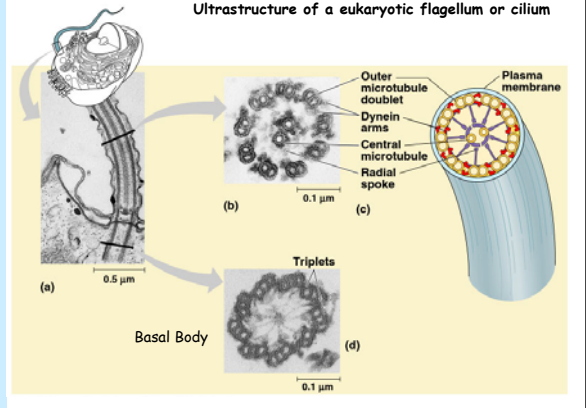 Ultrastructure of a eukaryotic flagellum or cilium
Outer
microtubule
doublet
Dynein
arms
Central
microtubule
Radial
spoke
Plasma
membrane
0.1 µm
(b)
(c)
0.5 µm
(a)
Triplets
Basal Body
(d)
0.1 µm